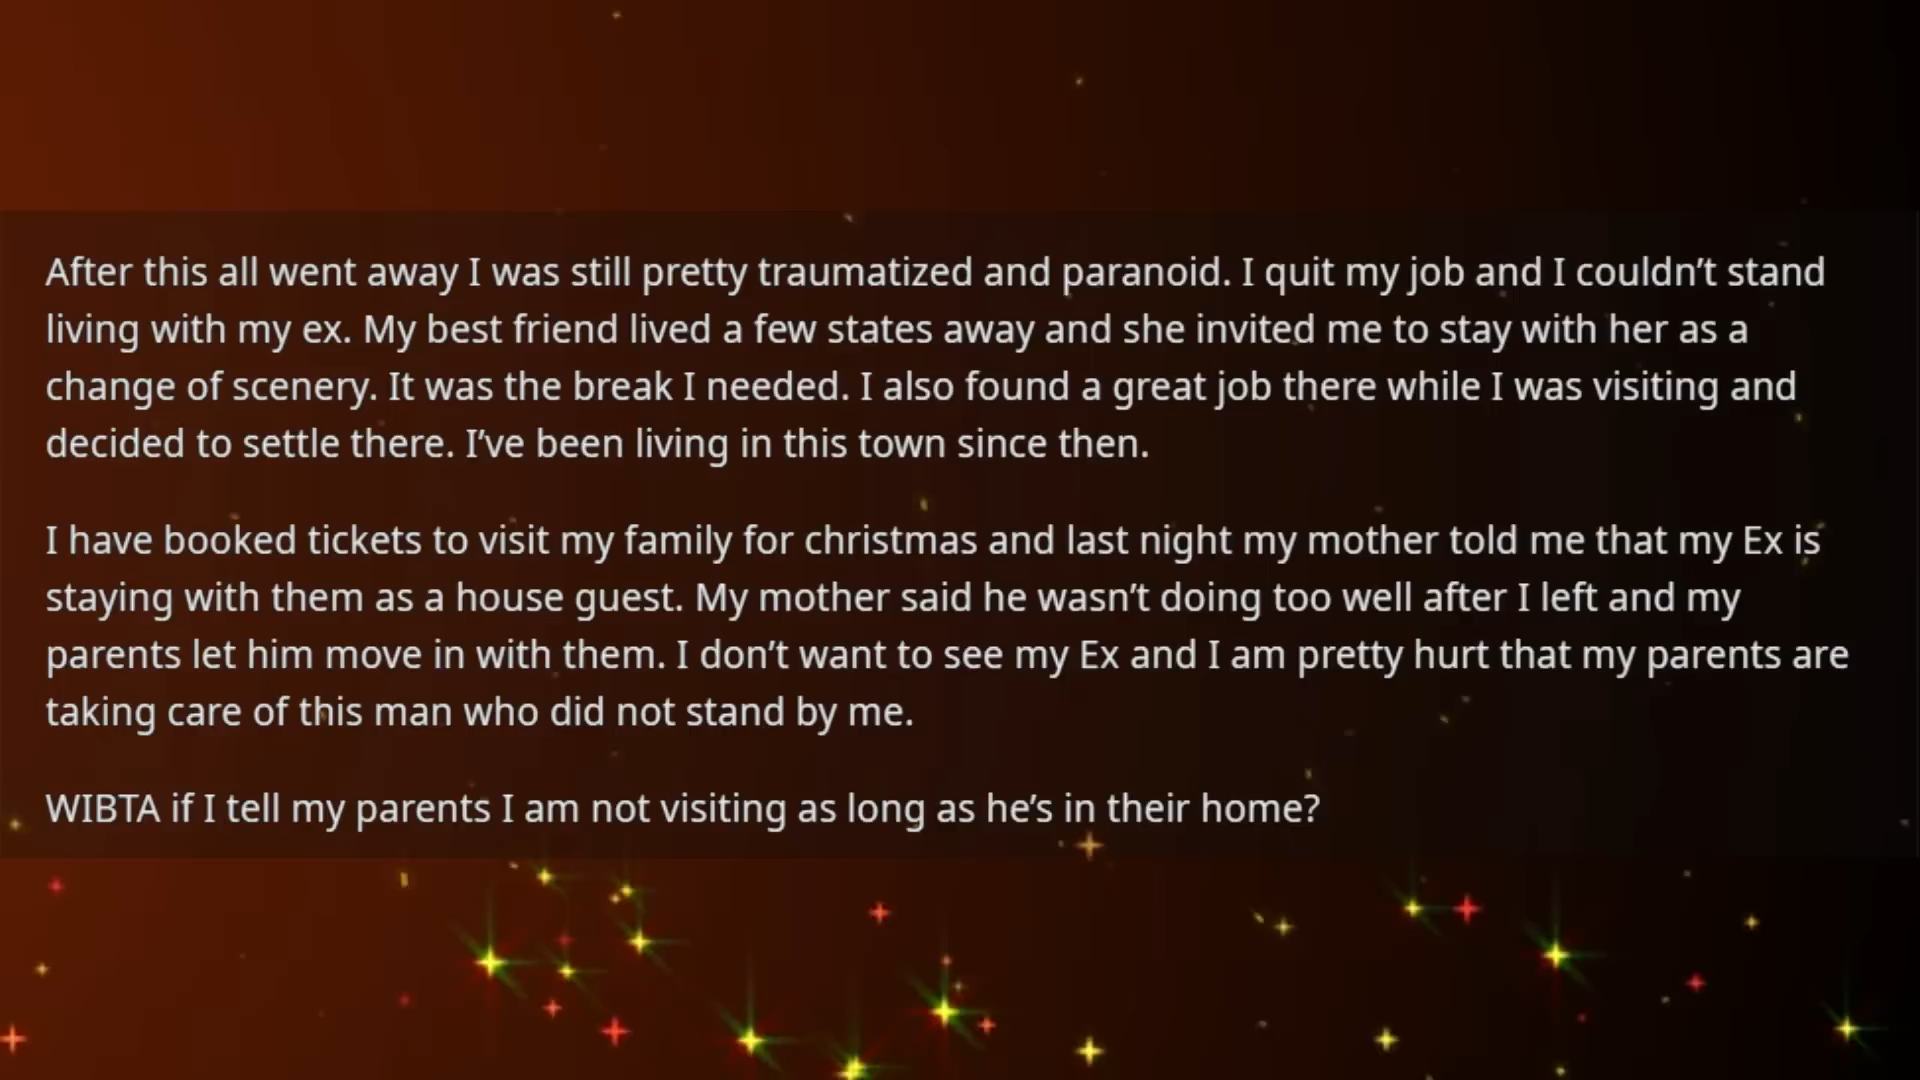 After this all went away I was still pretty traumatized and paranoid. I quit my job and I couldn’t stand
living with my ex. My best friend lived a few states away and she invited me to stay with her as a
change of scenery. It was the break I needed. I also found a great job there while I was visiting and
decided to settle there. I’ve been living in this town since then.
I have booked tickets to visit my family for christmas and last night my mother told me that my Ex is
staying with them as a house guest. My mother said he wasn’t doing too well after I left and my
parents let him move in with them. I don’t want to see my Ex and I am pretty hurt that my parents are
taking care of this man who did not stand by me.
WIBTA if I tell my parents I am not visiting as long as he’s in their home?